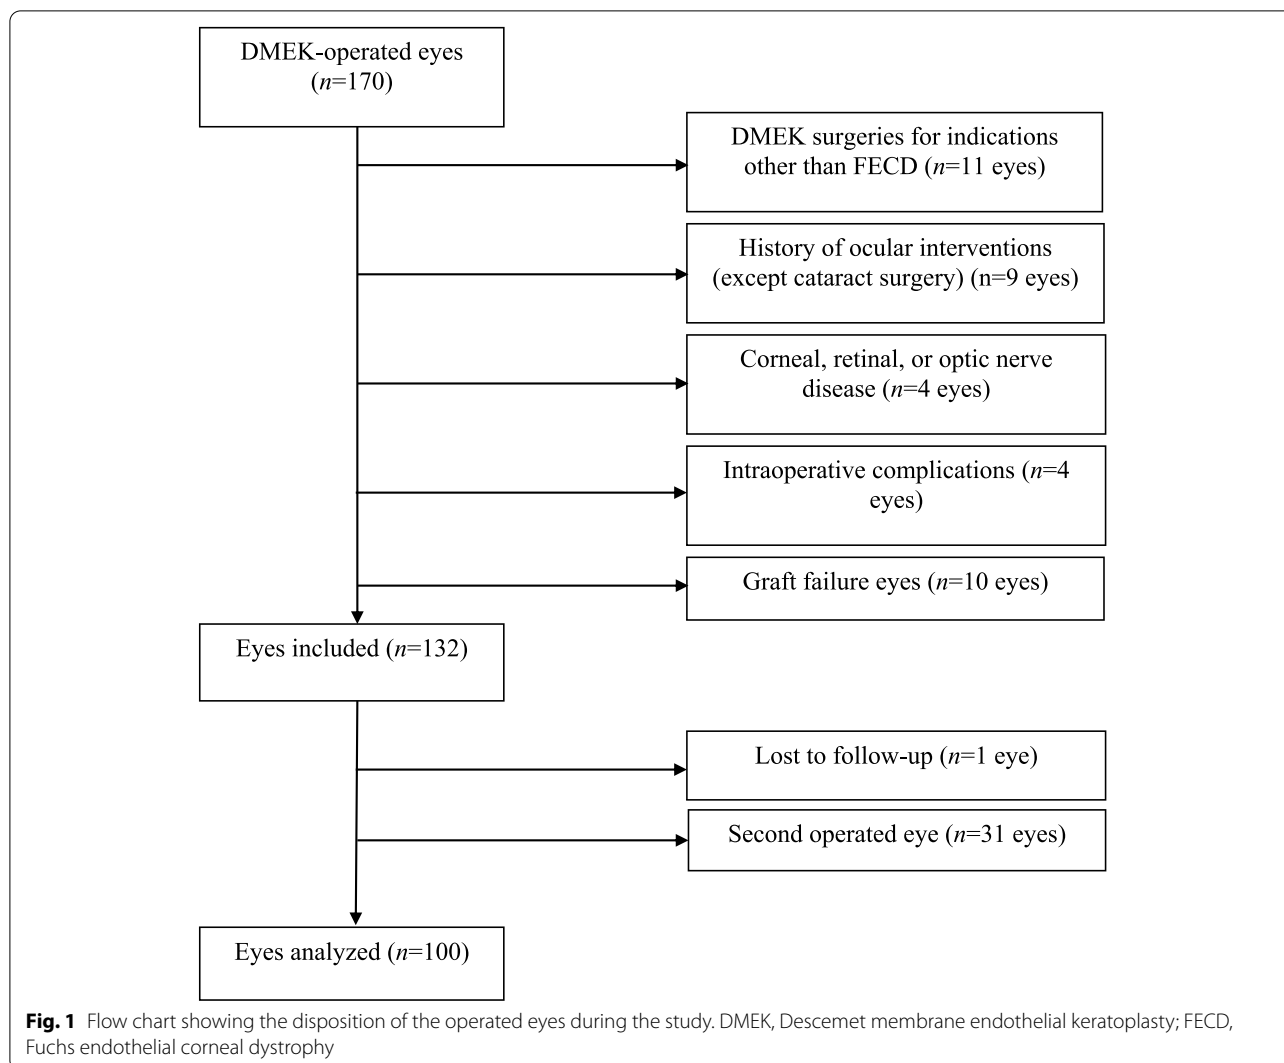 DMEK-operated eyes
(n=170)
DMEK surgeries for indications
other than FECD (n=11 eyes)
History of ocular interventions
(except cataract surgery) (n=9 eyes)
Corneal, retinal, or optic nerve
disease (n=4 eyes)
Intraoperative complications (n=4
eyes)
Graft failure eyes (n=10 eyes)
Eyes included (n=132)
Lost to follow-up (n=1 eye)
Second operated eye (n=31 eyes)
Eyes analyzed (n=100)
Fig. 1 Flow chart showing the disposition of the operated eyes during the study. DMEK, Descemet membrane endothelial keratoplasty; FECD,
Fuchs endothelial corneal dystrophy